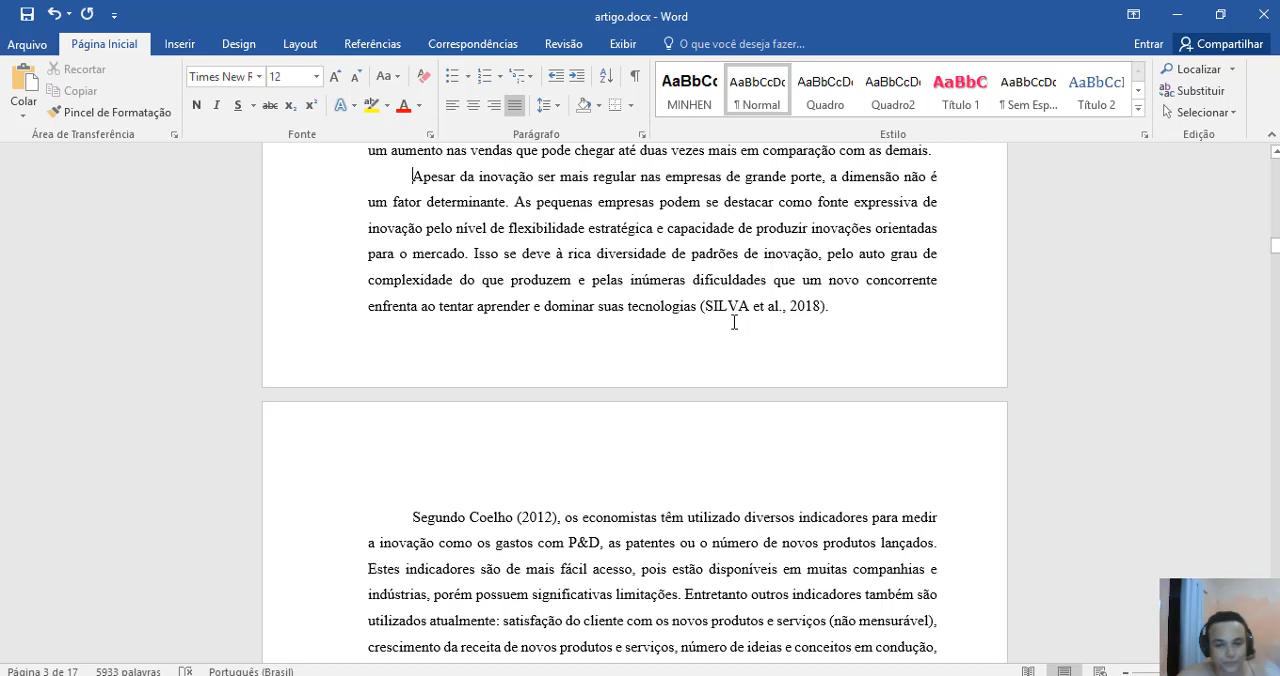 artigo.docx - Word
Arquivo Página Inicial Inserir Design Layout Referências Correspondências Revisão Exibir O que você deseja fazer... Entrar Compartilhar
Colar
Recortar
Copiar
Pincel de Formatação
Área de Transferência
Times New R 12 Aa
N I S abc x₂ x² A ab A
Fonte
Parágrafo
AaBbCc AaBbCcDc AaBbCcDc AaBbCcDc AaBbC AaBbCcDc AaBbCcI
MINHEN ¶ Normal Quadro Quadro2 Título 1 ¶ Sem Esp... Título 2
Estilo
Localizar
Substituir
Selecionar
Edição
um aumento nas vendas que pode chegar até duas vezes mais em comparação com as demais.
Apesar da inovação ser mais regular nas empresas de grande porte, a dimensão não é
um fator determinante. As pequenas empresas podem se destacar como fonte expressiva de
inovação pelo nível de flexibilidade estratégica e capacidade de produzir inovações orientadas
para o mercado. Isso se deve à rica diversidade de padrões de inovação, pelo auto grau de
complexidade do que produzem e pelas inúmeras dificuldades que um novo concorrente
enfrenta ao tentar aprender e dominar suas tecnologias (SILVA et al., 2018).
Segundo Coelho (2012), os economistas têm utilizado diversos indicadores para medir
a inovação como os gastos com P&D, as patentes ou o número de novos produtos lançados.
Estes indicadores são de mais fácil acesso, pois estão disponíveis em muitas companhias e
indústrias, porém possuem significativas limitações. Entretanto outros indicadores também são
utilizados atualmente: satisfação do cliente com os novos produtos e serviços (não mensurável),
crescimento da receita de novos produtos e serviços, número de ideias e conceitos em condução,
Página 3 de 17 5933 palavras Português (Brasil)